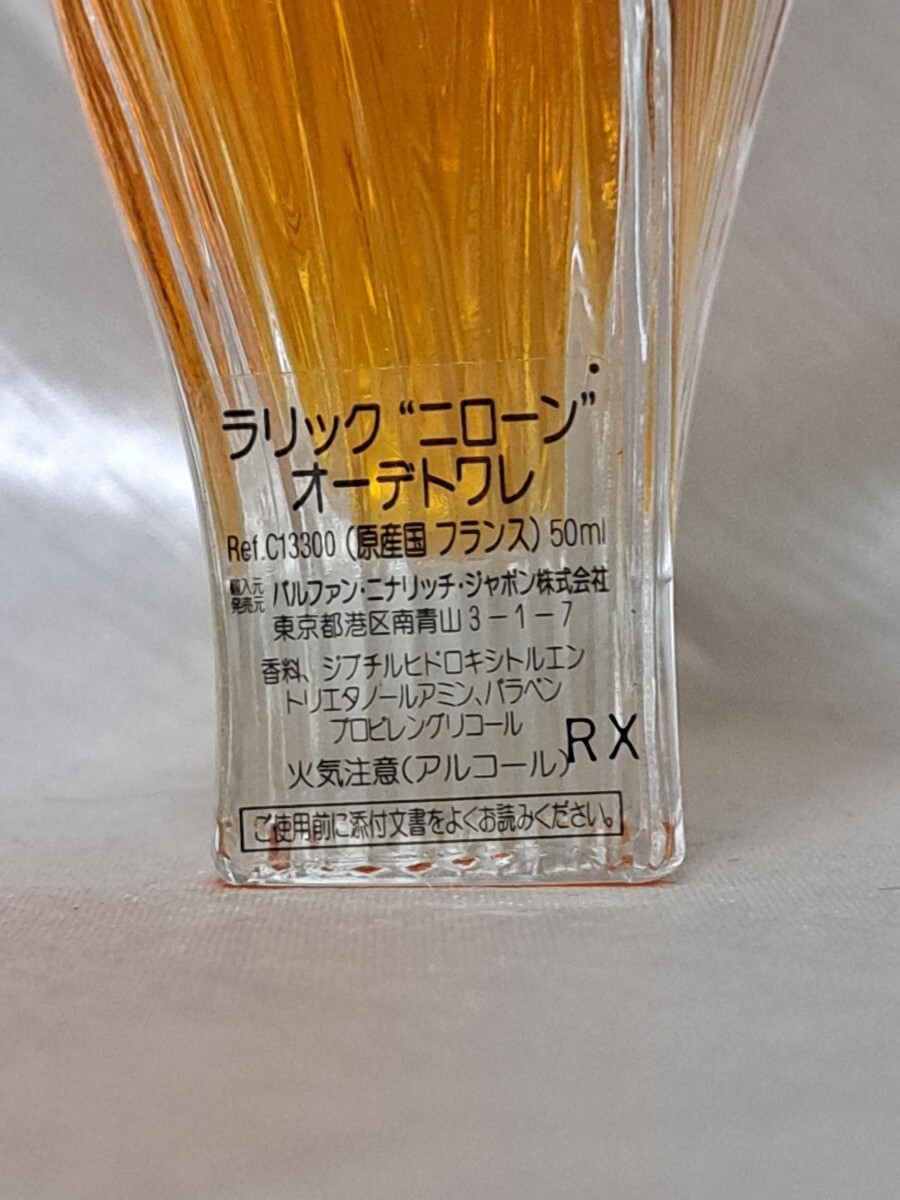 ラリック “ニローン”
オーデトワレ
Ref.C13300 (原産国 フランス) 50ml
輸入元
発売元 パルファン・ニナリッチ・ジャポン株式会社
東京都港区南青山3-1-7
香料、ジブチルヒドロキシトルエン
トリエタノールアミン、パラベン
プロピレングリコール
火気注意(アルコール)
RX
ご使用前に添付文書をよくお読みください。